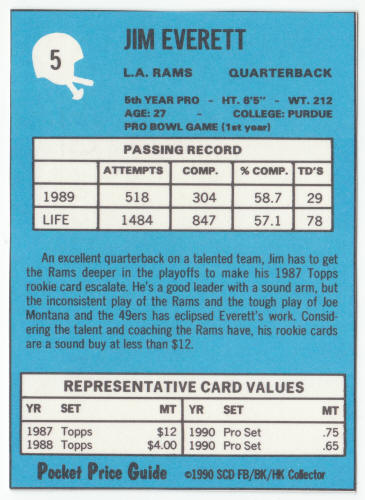 5
JIM EVERETT
L.A. RAMS QUARTERBACK
5th YEAR PRO - HT. 6'5" - WT. 212
AGE: 27 - COLLEGE: PURDUE
PRO BOWL GAME (1st year)
PASSING RECORD
ATTEMPTS COMP. % COMP. TD'S
1989 518 304 58.7 29
LIFE 1484 847 57.1 78
An excellent quarterback on a talented team, Jim has to get
the Rams deeper in the playoffs to make his 1987 Topps
rookie card escalate. He's a good leader with a sound arm, but
the inconsistent play of the Rams and the tough play of Joe
Montana and the 49ers has eclipsed Everett's work. Consid-
ering the talent and coaching the Rams have, his rookie cards
are a sound buy at less than $12.
REPRESENTATIVE CARD VALUES
YR SET MT YR SET MT
1987 Topps $12 1990 Pro Set .75
1988 Topps $4.00 1990 Pro Set .65
Pocket Price Guide ©1990 SCD FB/BK/HK Collector